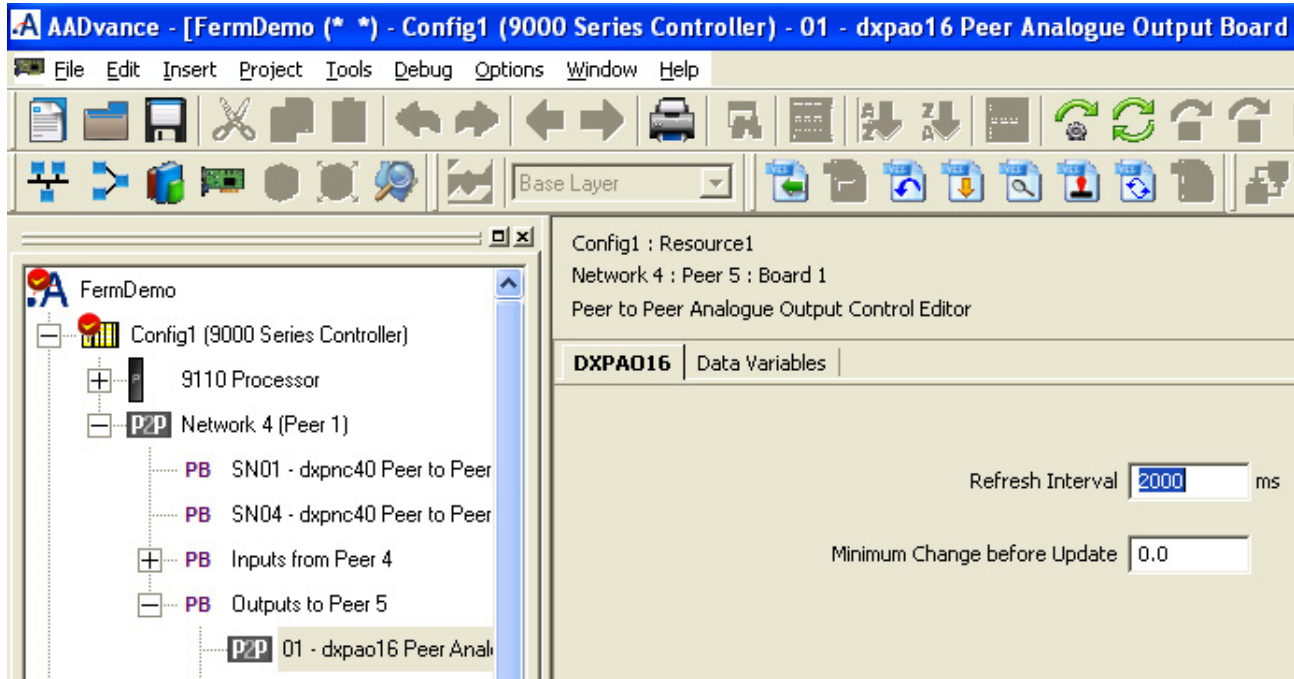 AADvance - [FermDemo (* *) - Config1 (9000 Series Controller) - 01 - dxpao16 Peer Analogue Output Board
File Edit Insert Project Tools Debug Options Window Help
Base Layer
FermDemo
Config1 (9000 Series Controller)
9110 Processor
P2P Network 4 (Peer 1)
PB SN01 - dxpnc40 Peer to Peer
PB SN04 - dxpnc40 Peer to Peer
PB Inputs from Peer 4
PB Outputs to Peer 5
P2P 01 - dxpao16 Peer Anal
Config1 : Resource1
Network 4 : Peer 5 : Board 1
Peer to Peer Analogue Output Control Editor
DXPAO16 Data Variables
Refresh Interval 2000 ms
Minimum Change before Update 0.0